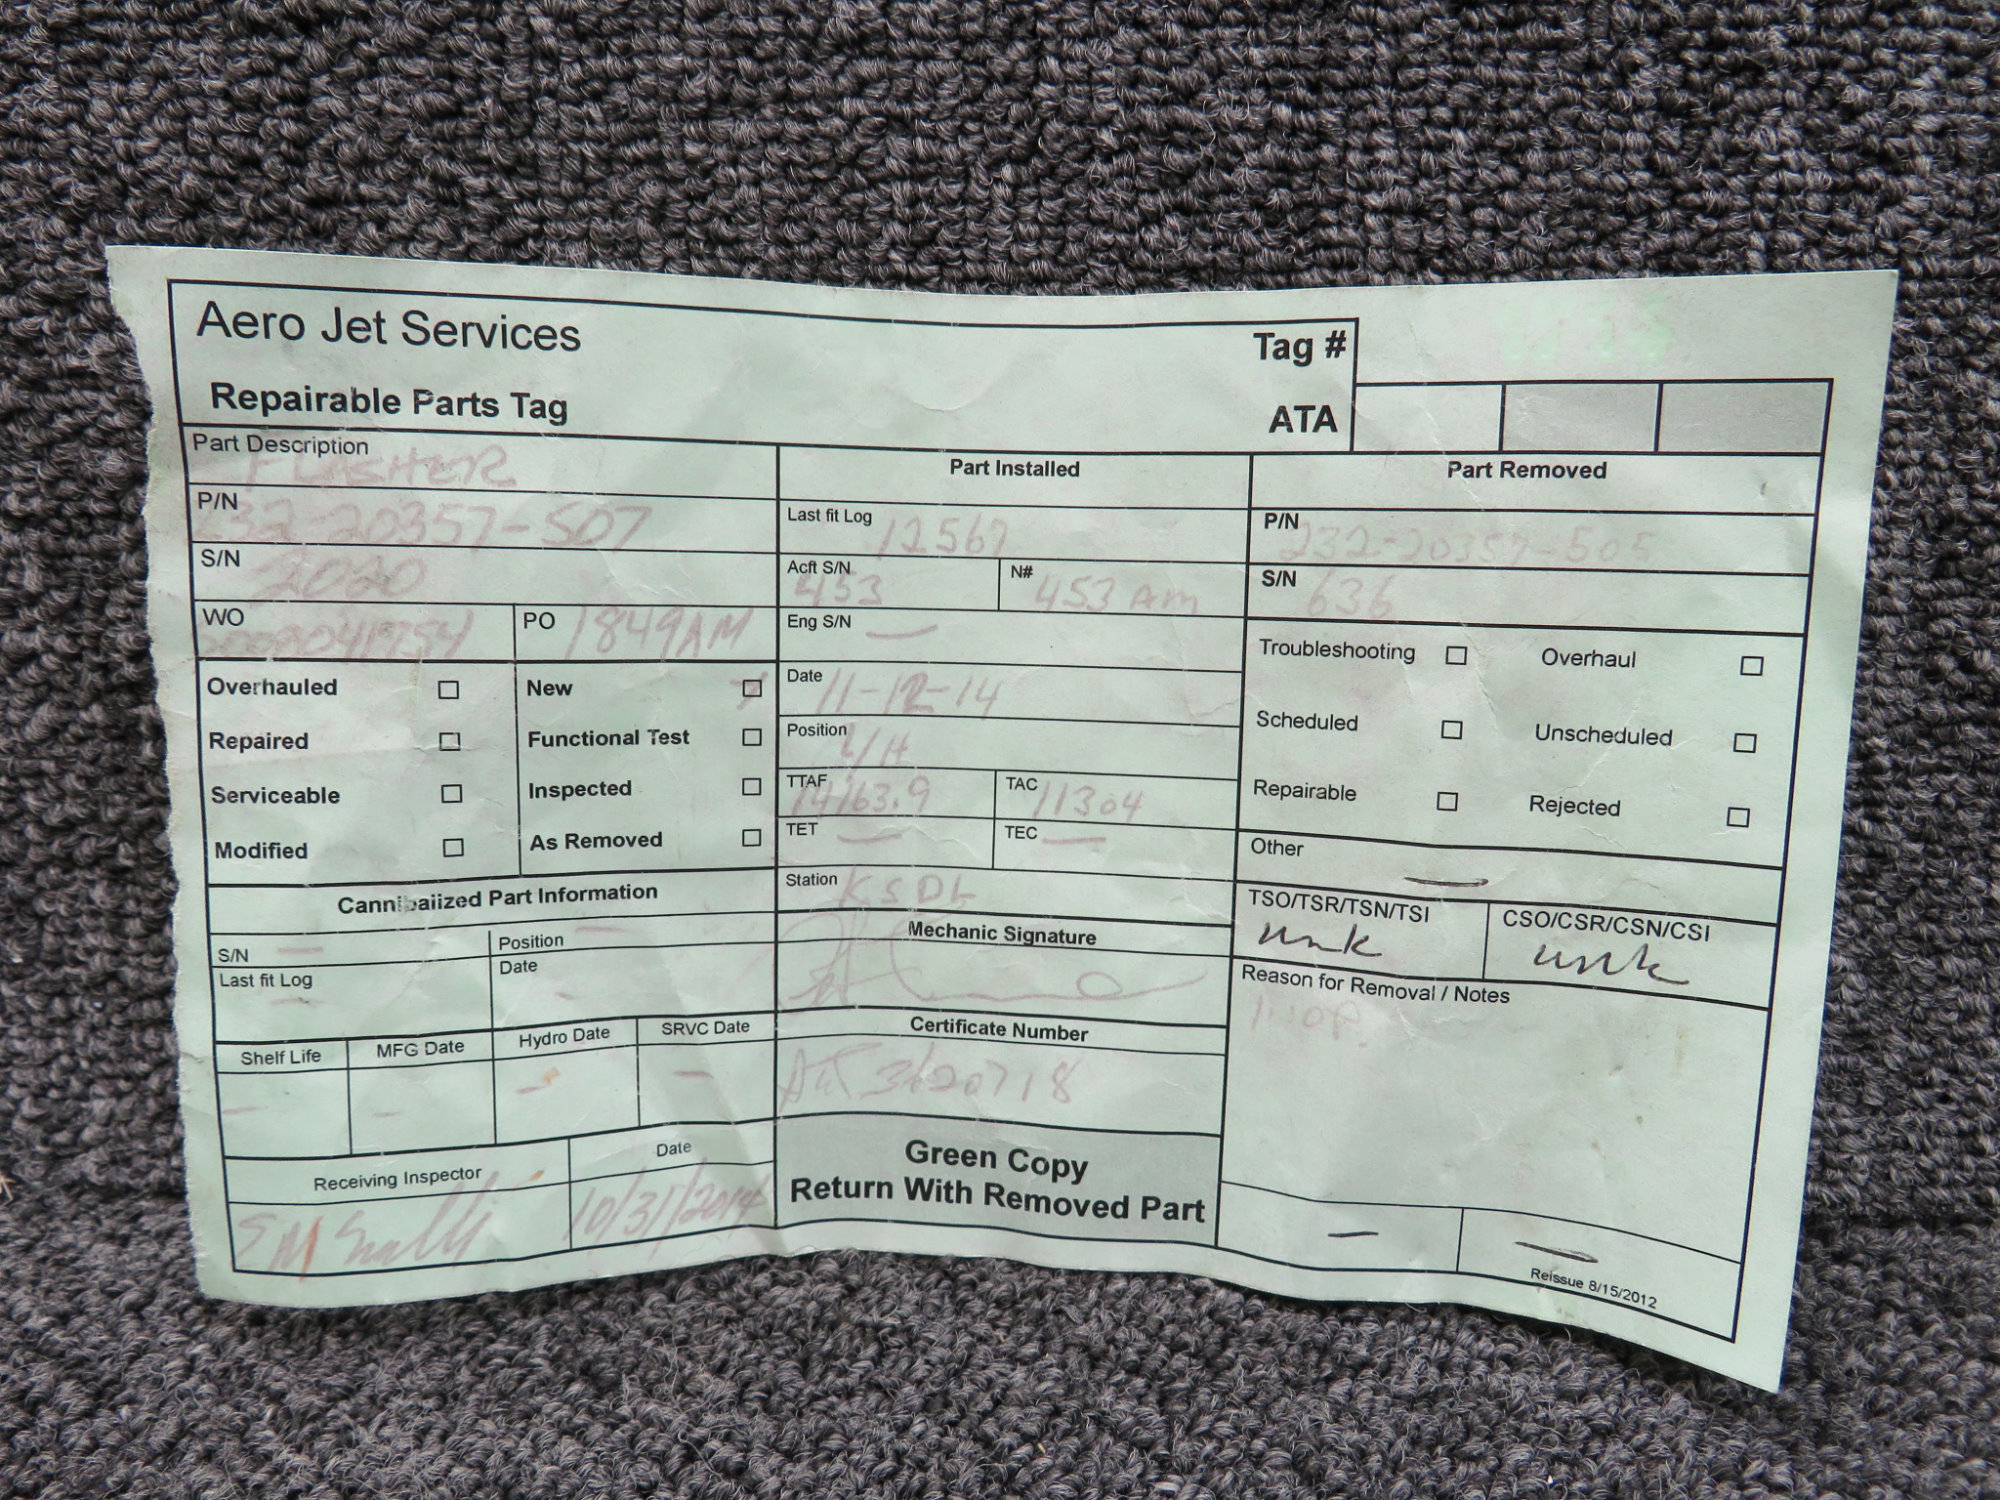 Aero Jet Services
Tag #
Repairable Parts Tag
ATA
Part Description
FLASHER
P/N
232-20357-507
S/N
2020
WO
PO
1849AM
Overhauled
New
Repaired
Functional Test
Serviceable
Inspected
Modified
As Removed
Cannibalized Part Information
S/N —
Position —
Last fit Log —
Date -
Shelf Life
MFG Date
Hydro Date
SRVC Date
— - - —
Receiving Inspector
Date
10/31/2014
Part Installed
Last fit Log
12567
Acft S/N
453
N#
453 AM
Eng S/N —
Date 11-12-14
Position
L/H
TTAF
14163.9
TAC
11304
TET —
TEC —
Station KSDL
Mechanic Signature
Certificate Number
Green Copy
Return With Removed Part
Part Removed
P/N
232-20357-505
S/N
636
Troubleshooting
Overhaul
Scheduled
Unscheduled
Repairable
Rejected
Other —
TSO/TSR/TSN/TSI
unk
CSO/CSR/CSN/CSI
unk
Reason for Removal / Notes
— —
Reissue 8/15/2012